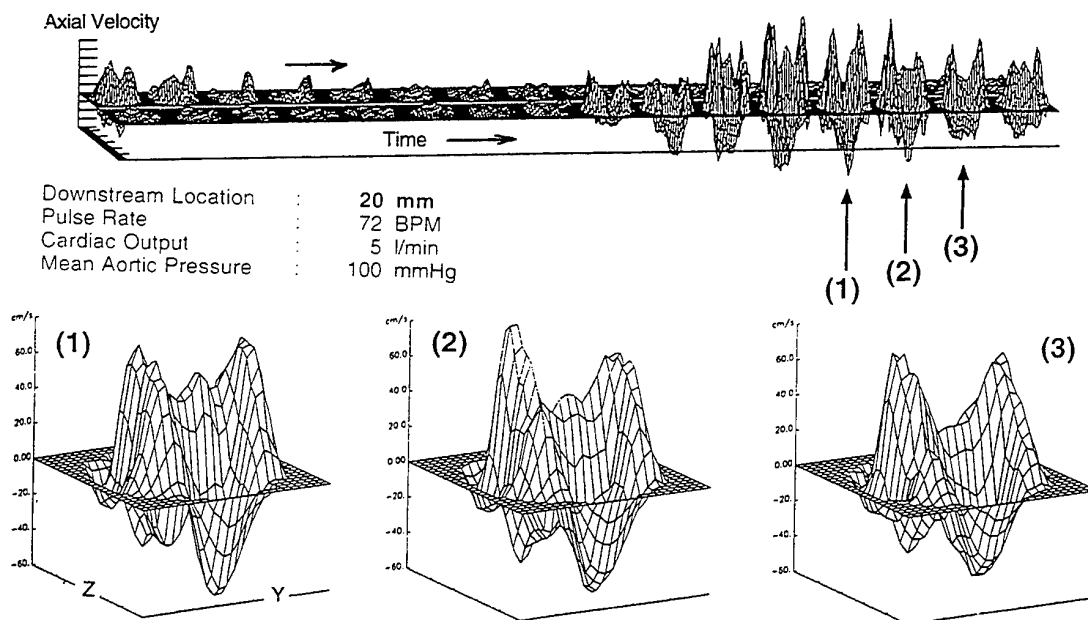 Axial Velocity
Time
Downstream Location : 20 mm
Pulse Rate : 72 BPM
Cardiac Output : 5 l/min
Mean Aortic Pressure : 100 mmHg
(1)
(2)
(3)
cm/s
60.0
40.0
20.0
0.00
-20.
-40.
-60.
Z
Y
(1)
cm/s
60.0
40.0
20.0
0.00
-20.
-40.
-60.
(2)
cm/s
60.0
40.0
20.0
0.00
-20.
-40.
-50.
(3)